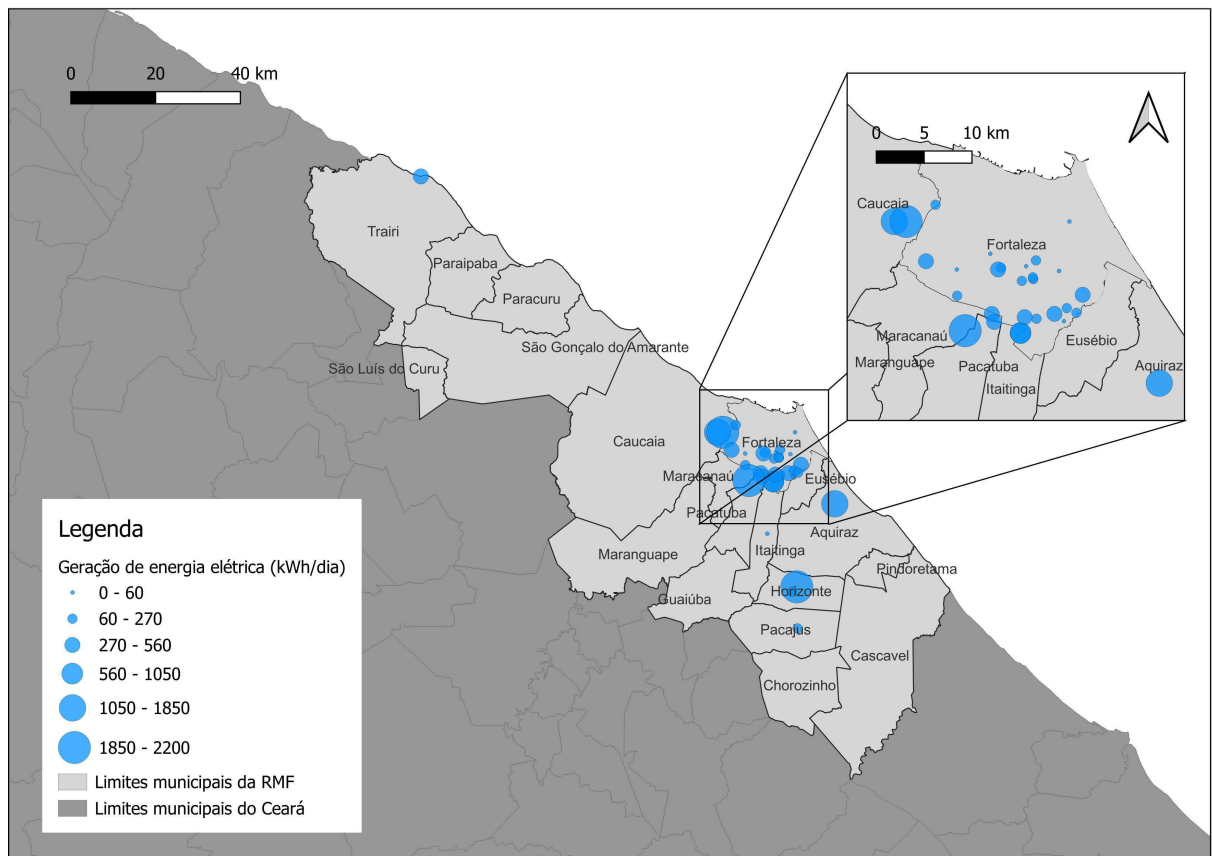 0 20 40 km
0 5 10 km
Caucaia
Fortaleza
Maracanaú
Maranguape
Pacatuba
Itaitinga
Eusébio
Aquiraz
Trairi
Paraipaba
Paracuru
São Gonçalo do Amarante
São Luís do Curu
Caucaia
Fortaleza
Maracanaú
Eusébio
Pacatuba
Aquiraz
Maranguape
Itaitinga
Pindoretama
Guaiúba
Horizonte
Pacajus
Cascavel
Chorozinho
Legenda
Geração de energia elétrica (kWh/dia)
0 - 60
60 - 270
270 - 560
560 - 1050
1050 - 1850
1850 - 2200
Limites municipais da RMF
Limites municipais do Ceará